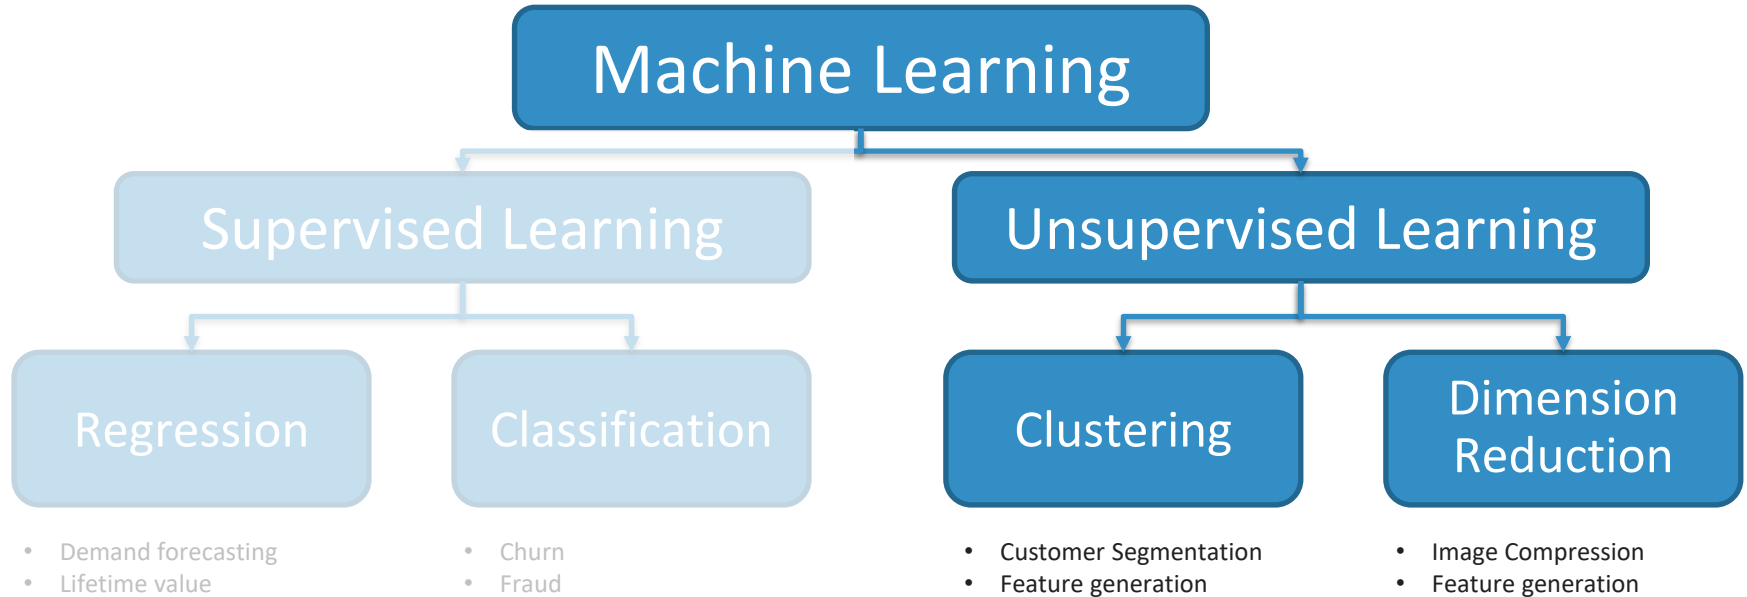 Machine Learning
Supervised Learning
Unsupervised Learning
Regression
Classification
Clustering
Dimension
Reduction
• Demand forecasting
• Lifetime value
• Churn
• Fraud
• Customer Segmentation
• Feature generation
• Image Compression
• Feature generation